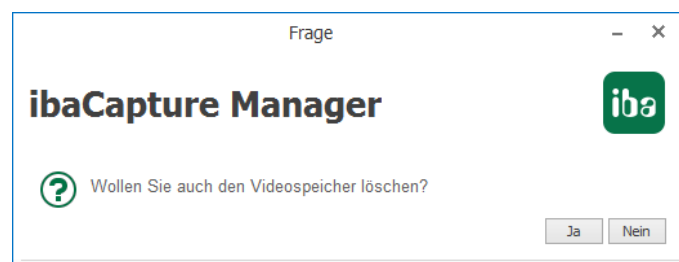 Frage
ibaCapture Manager
iba
Wollen Sie auch den Videospeicher löschen?
Ja Nein